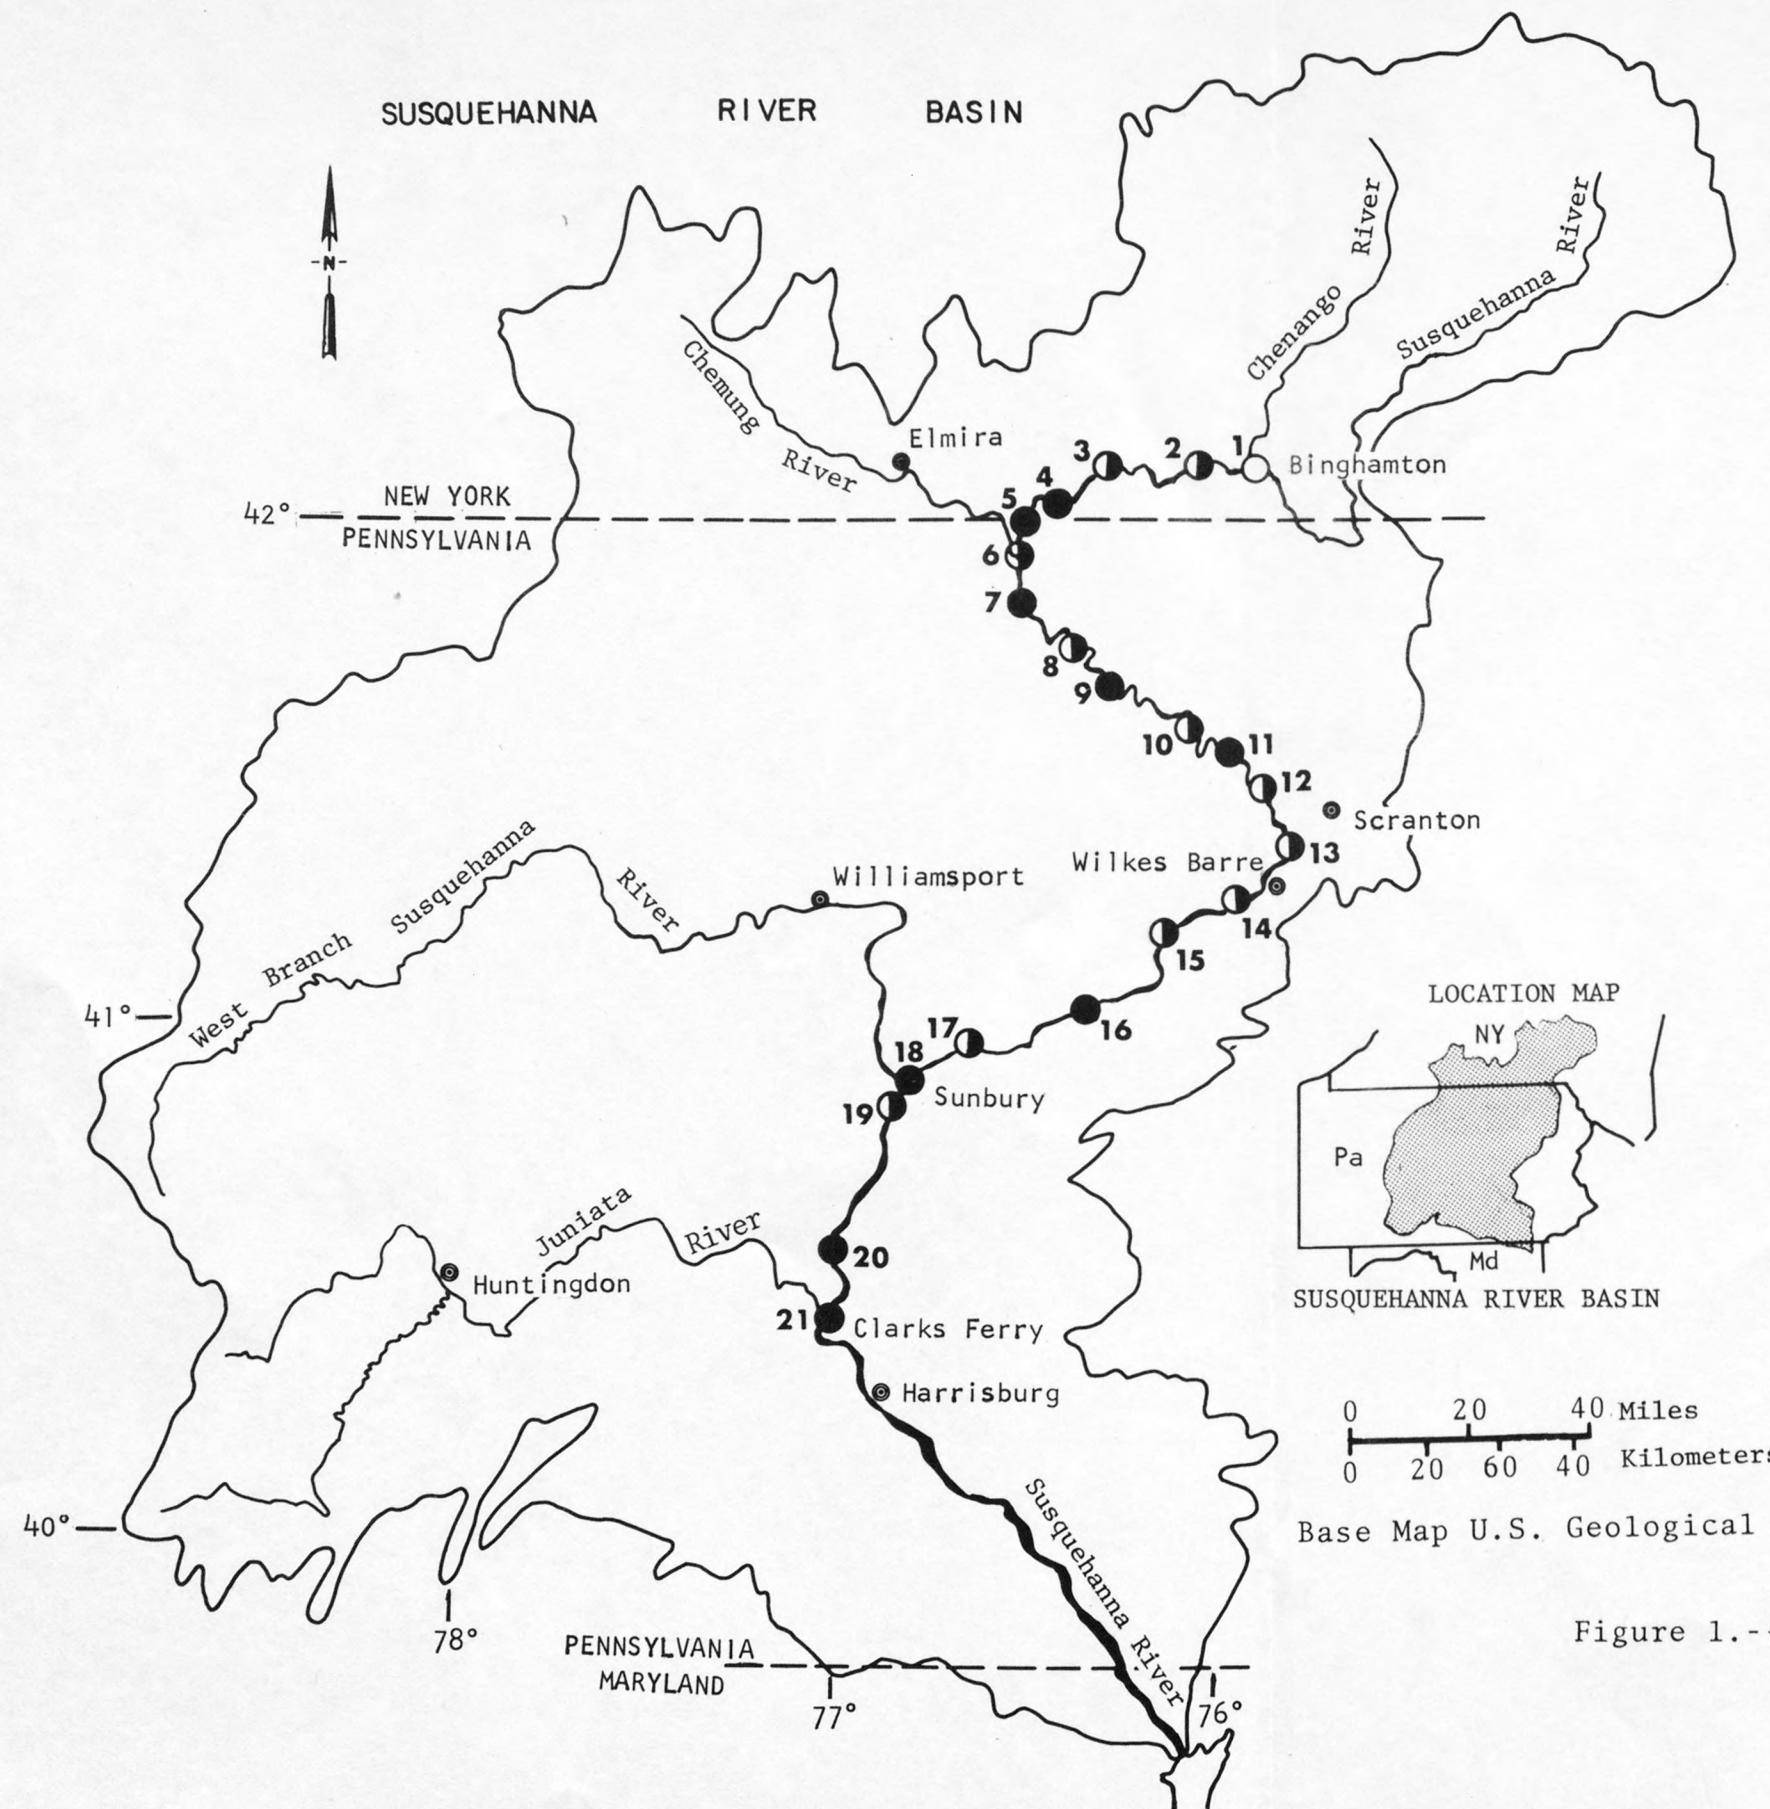 SUSQUEHANNA RIVER BASIN
-N-
Chenango River
Susquehanna River
Chemung River
Elmira
3
2
1
Binghamton
4
5
NEW YORK
42°
PENNSYLVANIA
6
7
8
9
10
11
12
Scranton
13
Wilkes Barre
Williamsport
West Branch Susquehanna River
14
15
41°
16
17
18
Sunbury
19
LOCATION MAP
NY
Pa
Md
SUSQUEHANNA RIVER BASIN
Juniata River
Huntingdon
20
21
Clarks Ferry
Harrisburg
0 20 40 Miles
0 20 60 40 Kilometers
Susquehanna River
40°
Base Map U.S. Geological
78°
PENNSYLVANIA
MARYLAND
77°
76°
Figure 1.--